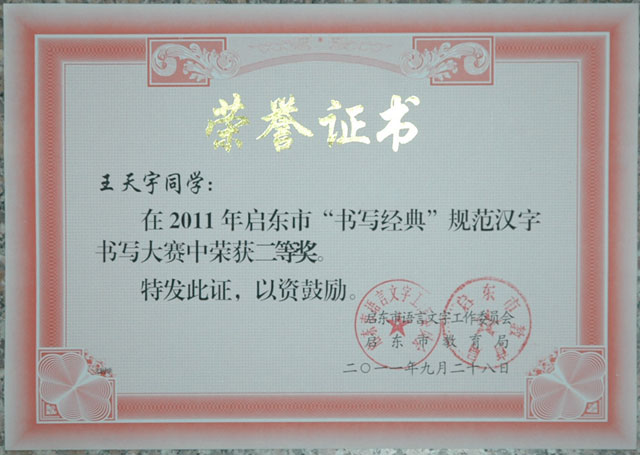 荣誉证书
王天宇同学：
在2011年启东市“书写经典”规范汉字
书写大赛中荣获二等奖。
特发此证，以资鼓励。
启东市语言文字工作委员会
启东市教育局
二〇一一年九月二十八日